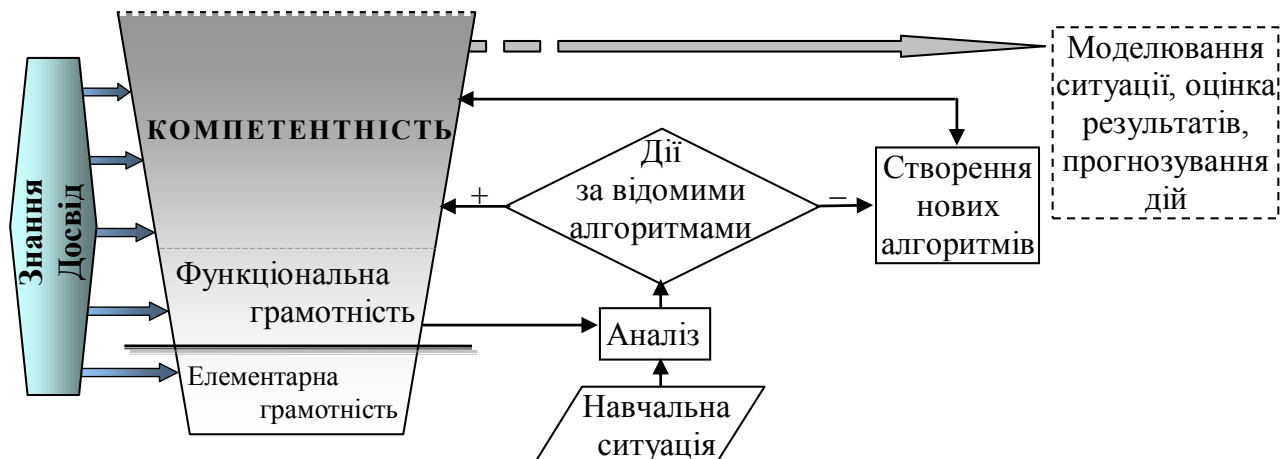 Знання
Досвід
КОМПЕТЕНТНІСТЬ
Функціональна
грамотність
Елементарна
грамотність
+
Дії
за відомими
алгоритмами
–
Аналіз
Навчальна
ситуація
Створення
нових
алгоритмів
Моделювання
ситуації, оцінка
результатів,
прогнозування
дій